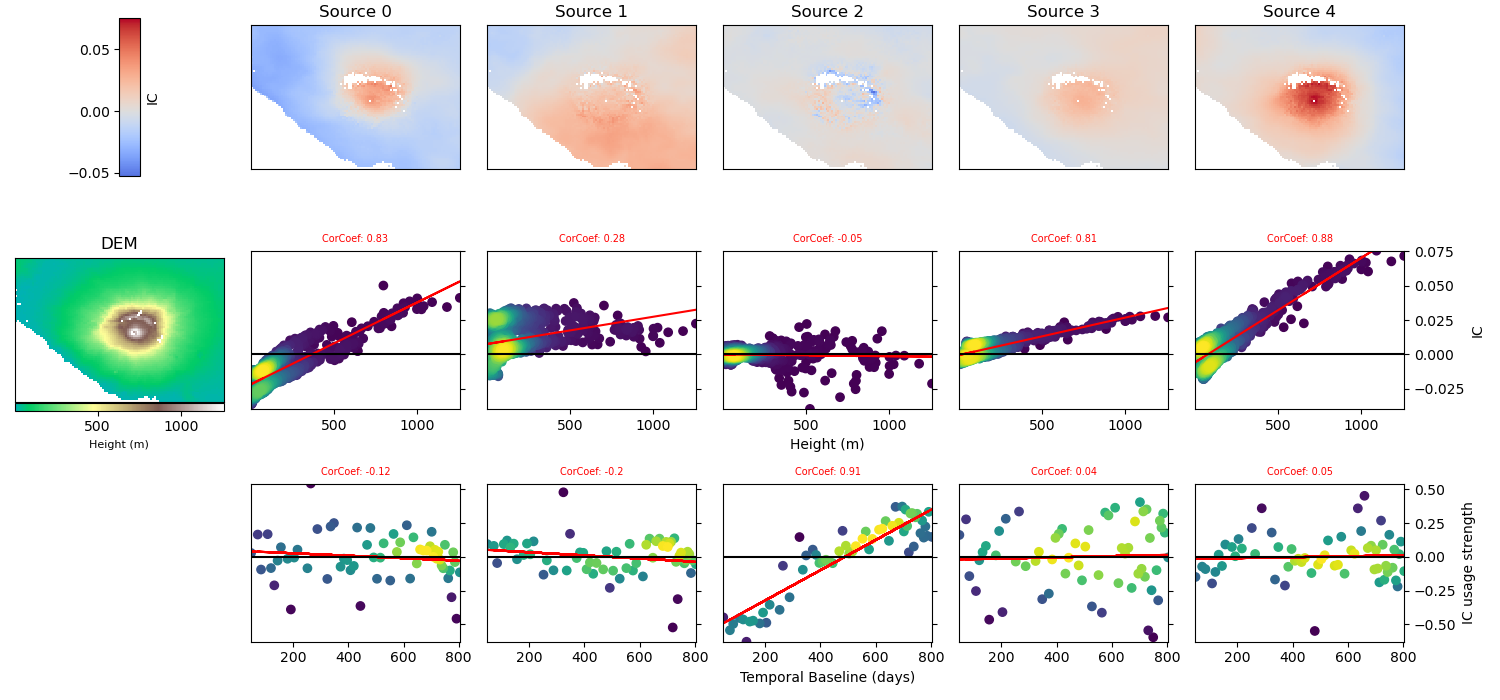 Source 0 Source 1 Source 2 Source 3 Source 4
0.05
0.00
−0.05
IC
DEM
500 1000
Height (m)
CorCoef: 0.83 CorCoef: 0.28 CorCoef: -0.05 CorCoef: 0.81 CorCoef: 0.88
0.075
0.050
0.025
0.000
−0.025
IC
500 1000 500 1000 500 1000 500 1000 500 1000
Height (m)
CorCoef: -0.12 CorCoef: -0.2 CorCoef: 0.91 CorCoef: 0.04 CorCoef: 0.05
0.50
0.25
0.00
−0.25
−0.50
IC usage strength
200 400 600 800 200 400 600 800 200 400 600 800 200 400 600 800 200 400 600 800
Temporal Baseline (days)